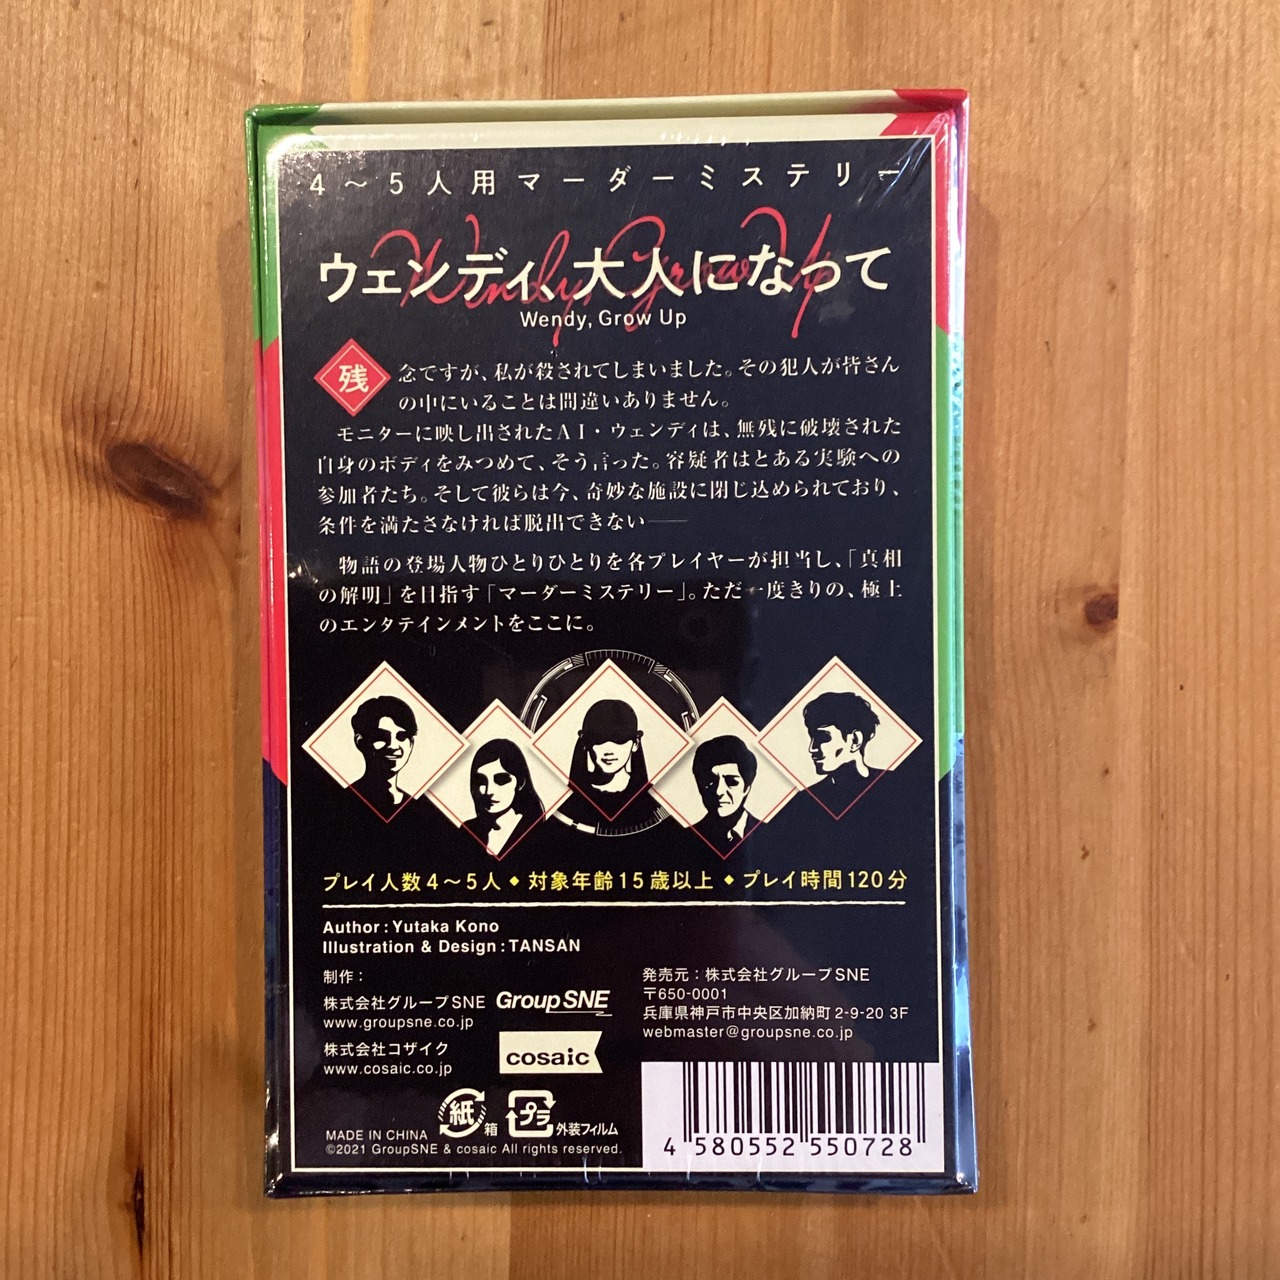 4～5人用マーダーミステリー
Wendy, Grow Up
ウェンディ、大人になって
Wendy, Grow Up
残念ですが、私が殺されてしまいました。その犯人が皆さん
の中にいることは間違いありません。
モニターに映し出されたAI・ウェンディは、無残に破壊された
自身のボディをみつめて、そう言った。容疑者はとある実験への
参加者たち。そして彼らは今、奇妙な施設に閉じ込められており、
条件を満たさなければ脱出できない――
物語の登場人物ひとりひとりを各プレイヤーが担当し、「真相
の解明」を目指す「マーダーミステリー」。ただ一度きりの、極上
のエンタテインメントをここに。
プレイ人数4～5人◆対象年齢15歳以上◆プレイ時間120分
Author : Yutaka Kono
Illustration & Design : TANSAN
制作：
株式会社グループSNE GroupSNE
www.groupsne.co.jp
株式会社コザイク cosaic
www.cosaic.co.jp
発売元：株式会社グループSNE
〒650-0001
兵庫県神戸市中央区加納町2-9-20 3F
webmaster@groupsne.co.jp
紙 箱 プラ 外装フィルム
MADE IN CHINA
©2021 GroupSNE & cosaic All rights reserved.
4 580552 550728